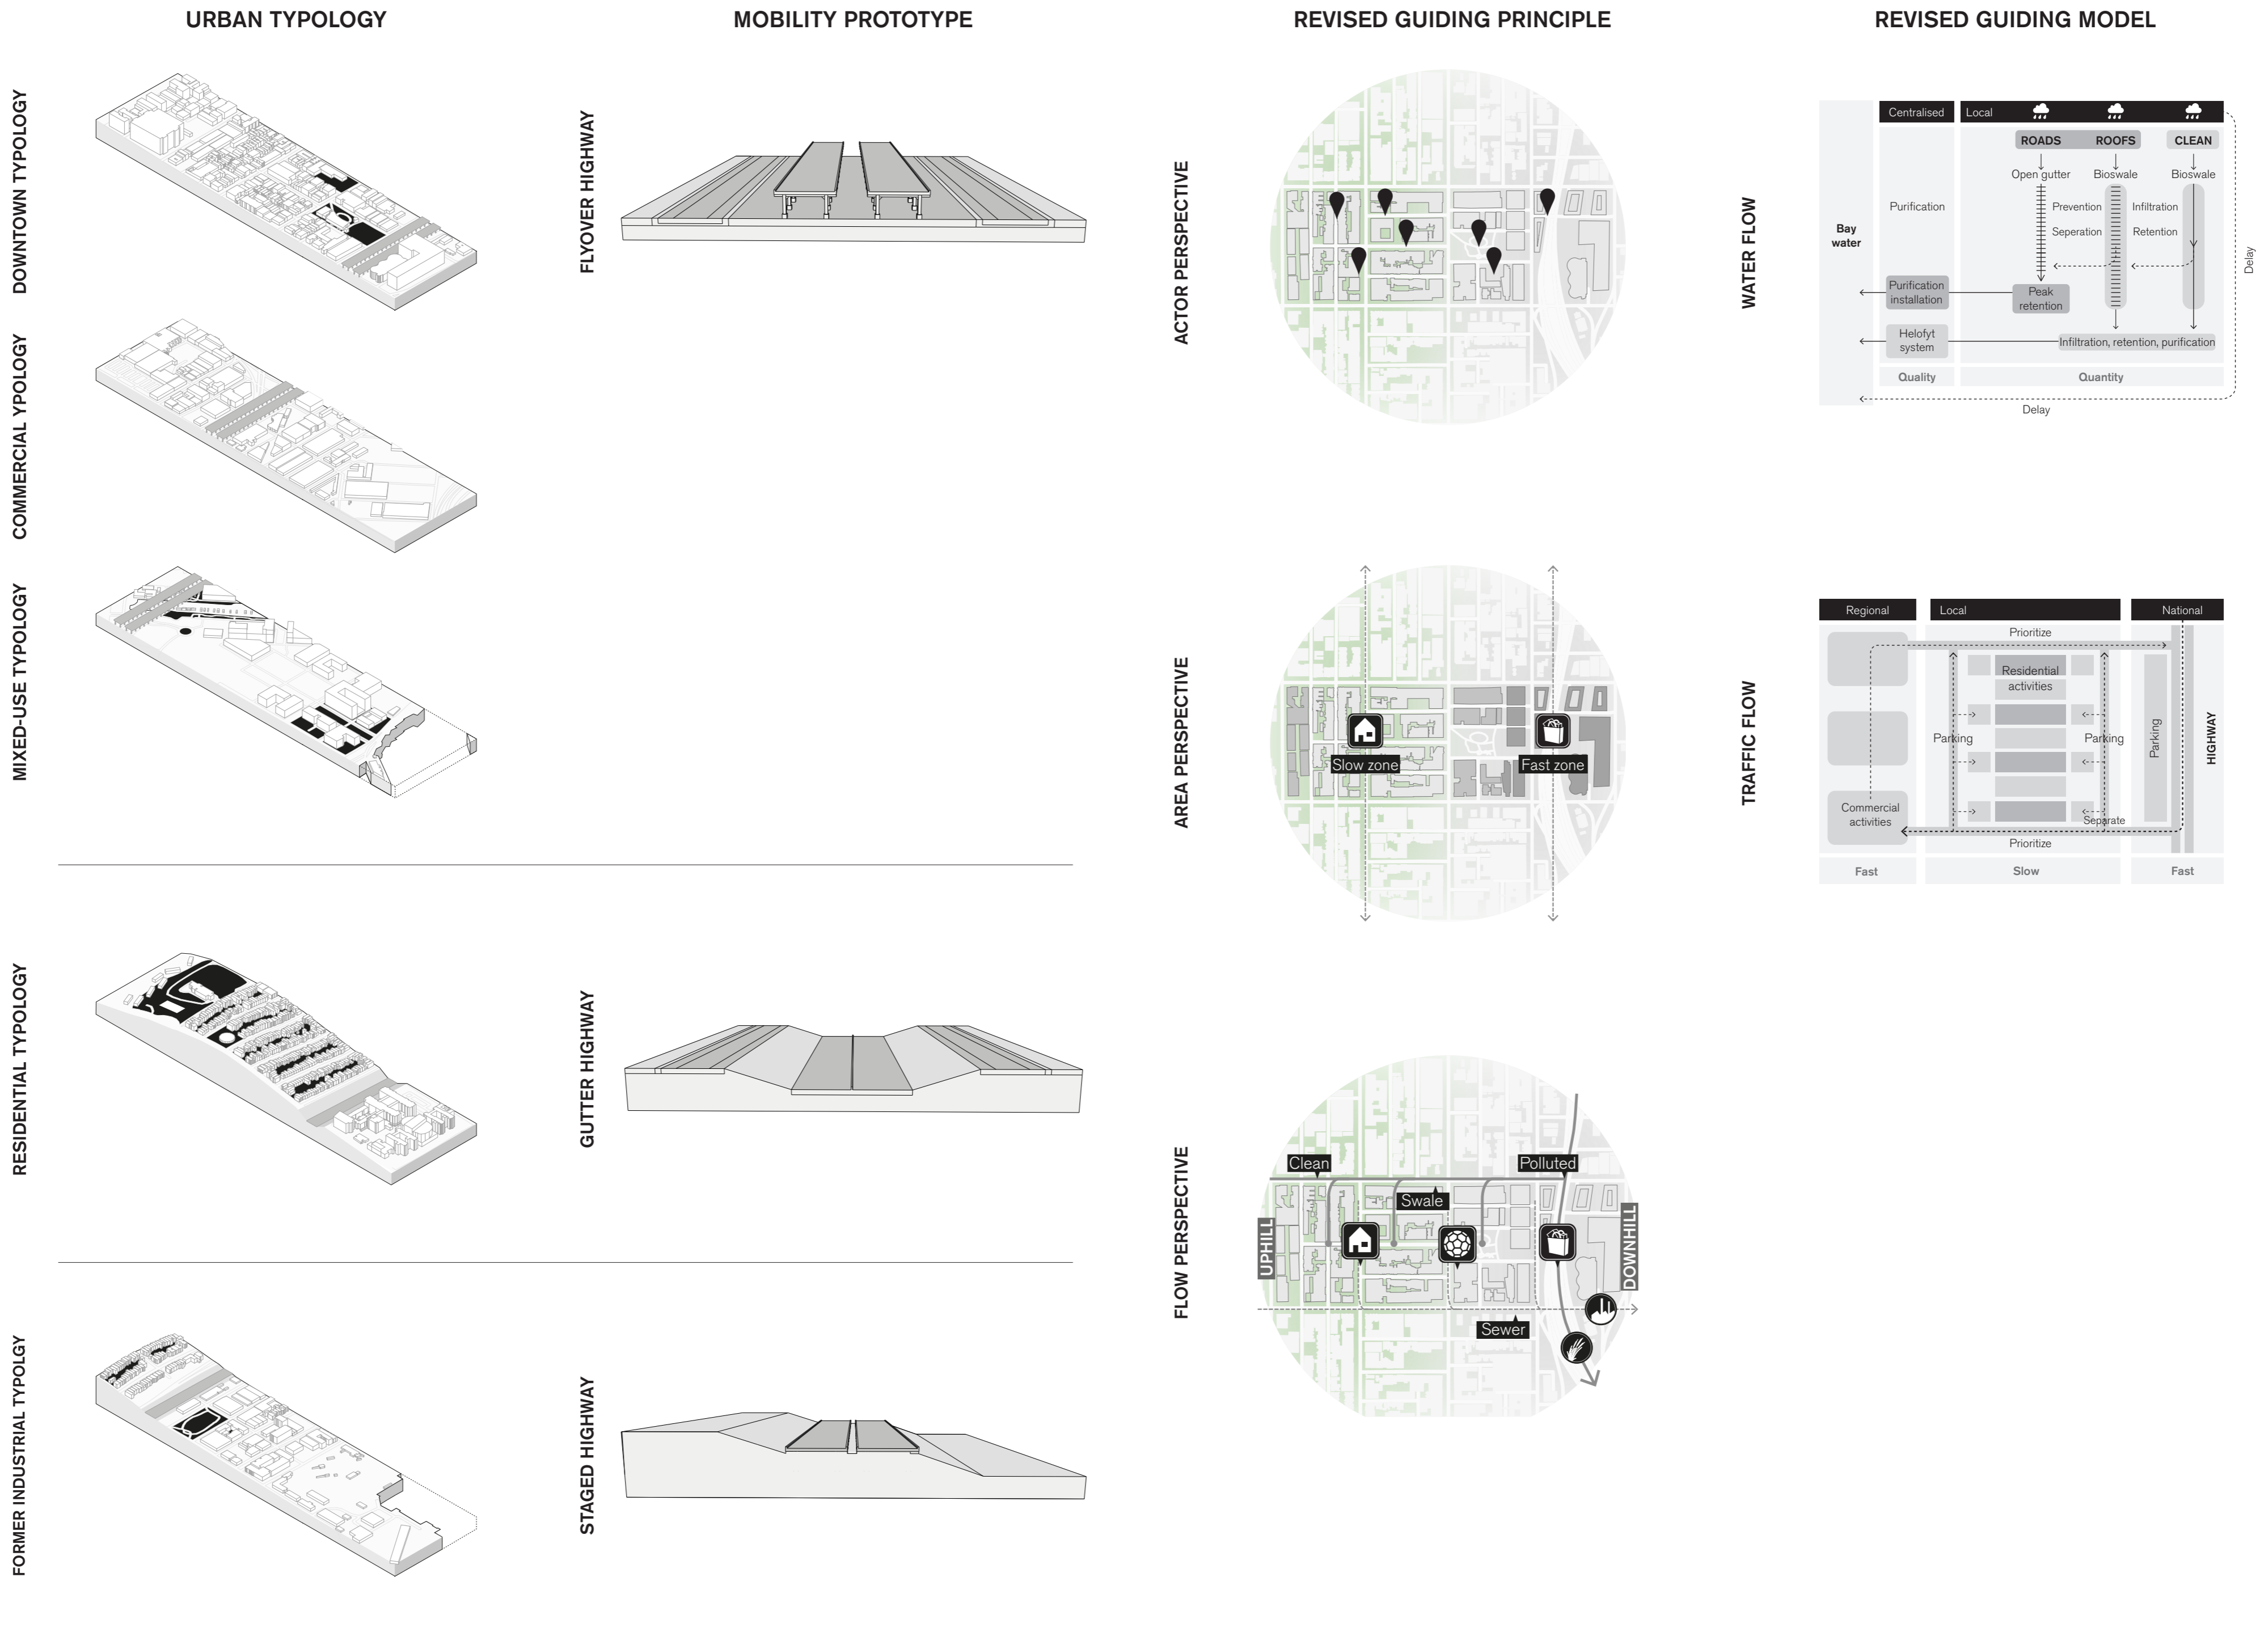 URBAN TYPOLOGY
MOBILITY PROTOTYPE
REVISED GUIDING PRINCIPLE
REVISED GUIDING MODEL
DOWNTOWN TYPOLOGY
COMMERCIAL YPOLOGY
MIXED-USE TYPOLOGY
RESIDENTIAL TYPOLOGY
FORMER INDUSTRIAL TYPOLGY
FLYOVER HIGHWAY
GUTTER HIGHWAY
STAGED HIGHWAY
ACTOR PERSPECTIVE
AREA PERSPECTIVE
Slow zone
Fast zone
FLOW PERSPECTIVE
Clean
Polluted
Swale
UPHILL
DOWNHILL
Sewer
WATER FLOW
Centralised
Local
ROADS
ROOFS
CLEAN
Open gutter
Bioswale
Bioswale
Purification
Prevention
Infiltration
Bay
water
Seperation
Retention
Delay
Purification
installation
Peak
retention
Helofyt
system
Infiltration, retention, purification
Quality
Quantity
Delay
TRAFFIC FLOW
Regional
Local
National
Prioritize
Residential
activities
Parking
Parking
Parking
HIGHWAY
Commercial
activities
Separate
Prioritize
Fast
Slow
Fast